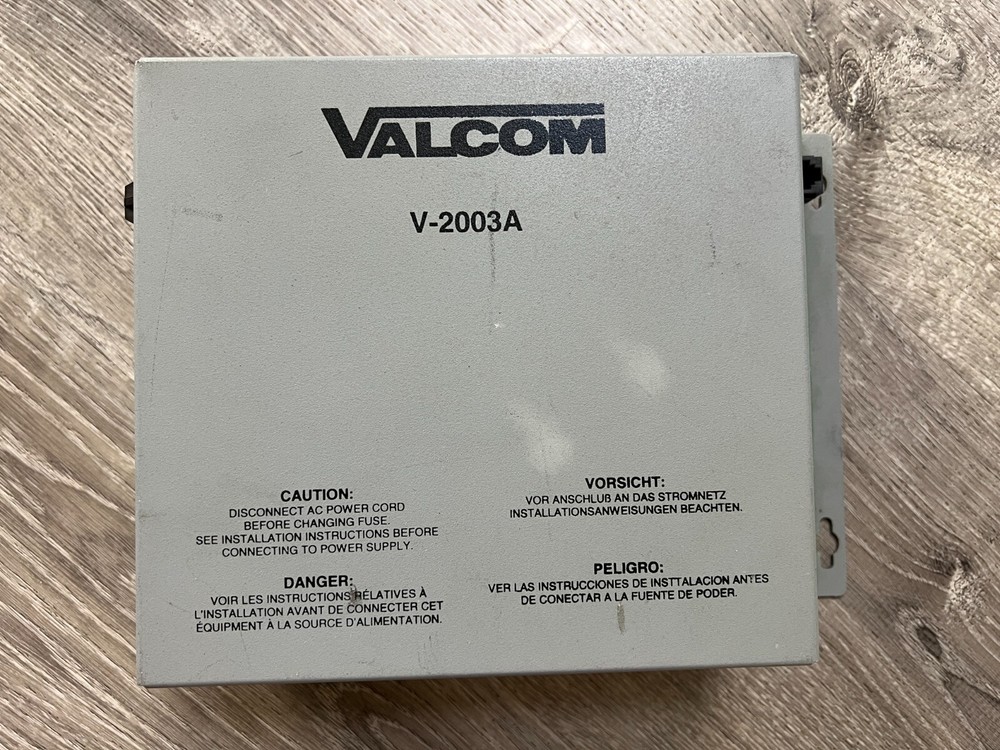 VALCOM
V-2003A
CAUTION:
DISCONNECT AC POWER CORD
BEFORE CHANGING FUSE.
SEE INSTALLATION INSTRUCTIONS BEFORE
CONNECTING TO POWER SUPPLY.
DANGER:
VOIR LES INSTRUCTIONS RÉLATIVES À
L'INSTALLATION AVANT DE CONNECTER CET
ÉQUIPMENT À LA SOURCE D'ALIMENTATION.
VORSICHT:
VOR ANSCHLUß AN DAS STROMNETZ
INSTALLATIONSANWEISUNGEN BEACHTEN.
PELIGRO:
VER LAS INSTRUCCIONES DE INSTTALACION ANTES
DE CONECTAR A LA FUENTE DE PODER.